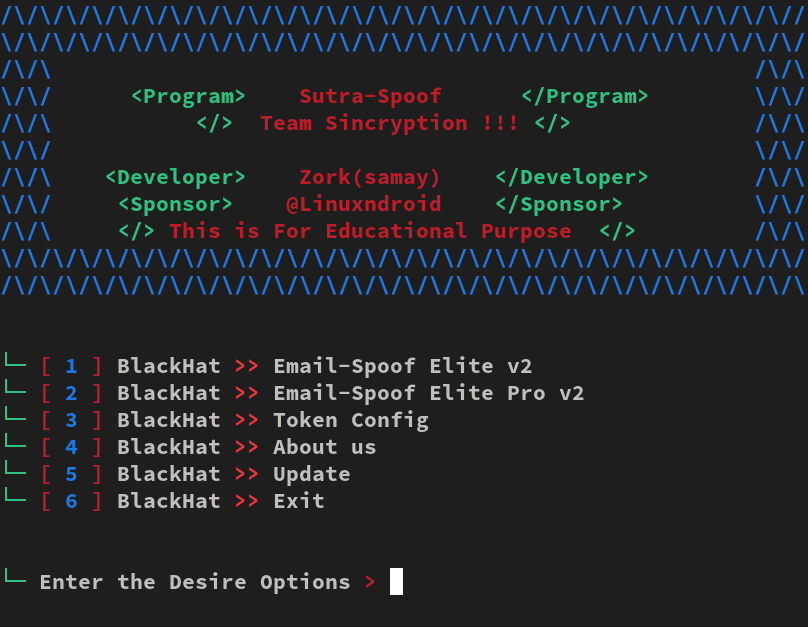 <Program> Sutra-Spoof </Program>
</> Team Sincryption !!! </>
<Developer> Zork(samay) </Developer>
<Sponsor> @Linuxndroid </Sponsor>
</> This is For Educational Purpose </>
[ 1 ] BlackHat >> Email-Spoof Elite v2
[ 2 ] BlackHat >> Email-Spoof Elite Pro v2
[ 3 ] BlackHat >> Token Config
[ 4 ] BlackHat >> About us
[ 5 ] BlackHat >> Update
[ 6 ] BlackHat >> Exit
Enter the Desire Options >